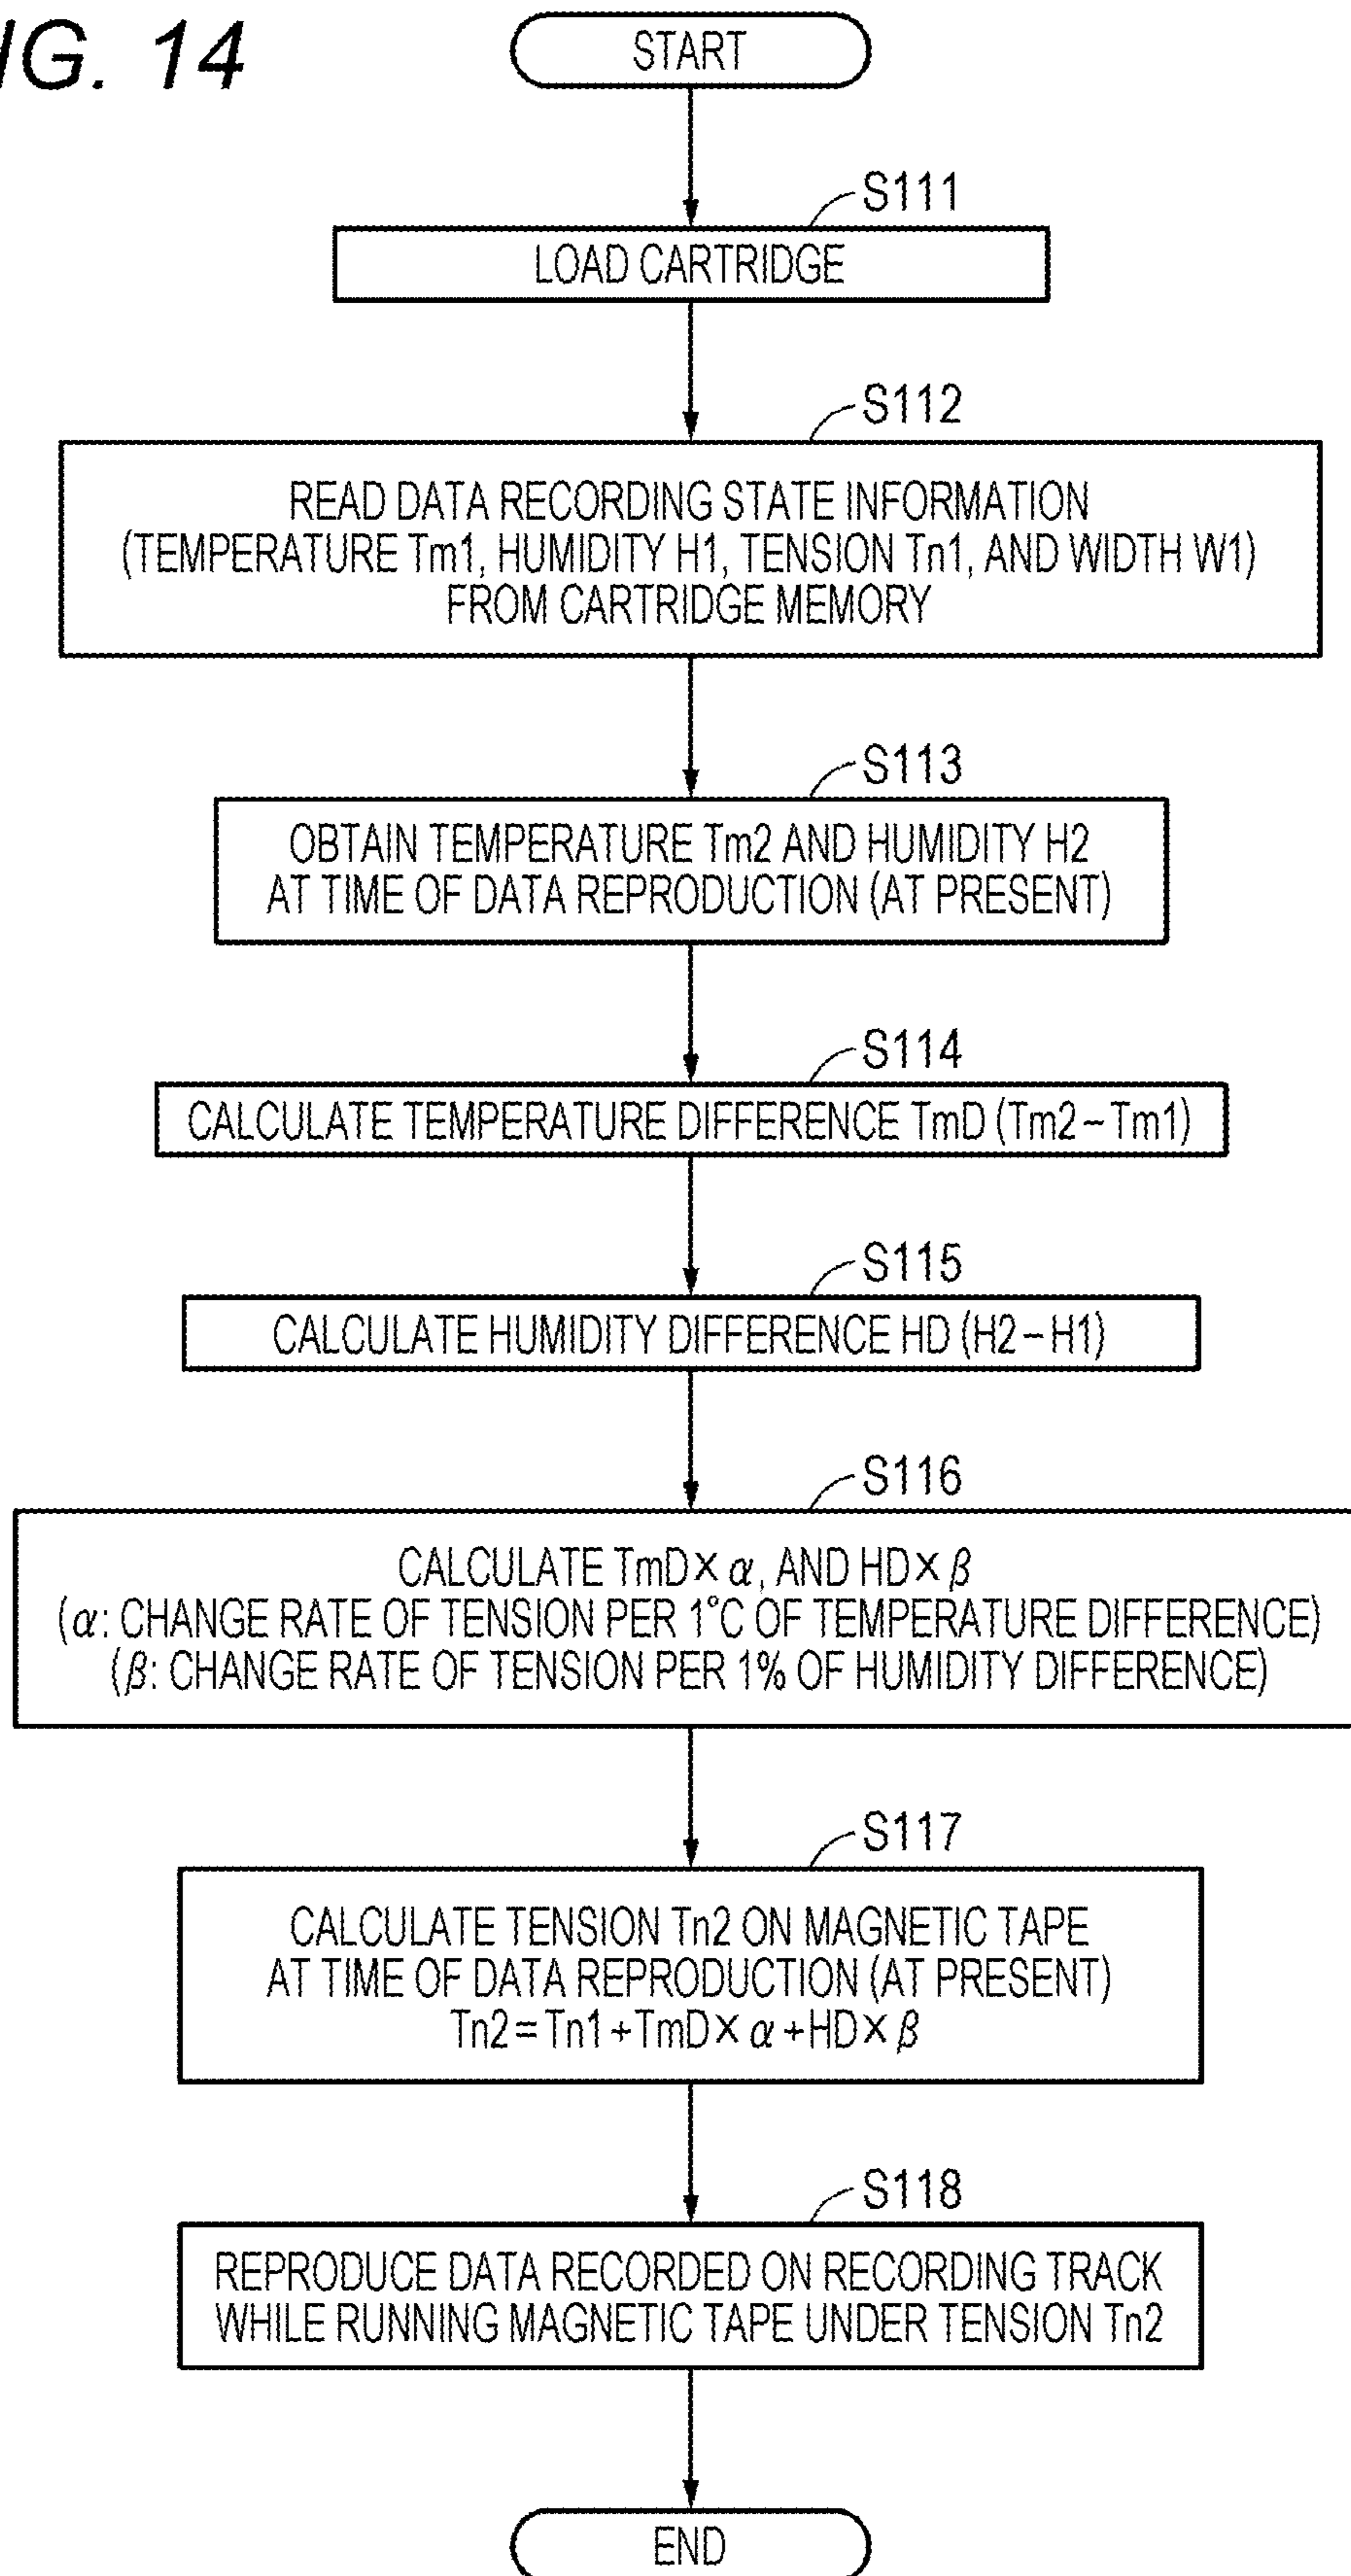 IG. 14
START
S111
LOAD CARTRIDGE
S112
READ DATA RECORDING STATE INFORMATION
(TEMPERATURE Tm1, HUMIDITY H1, TENSION Tn1, AND WIDTH W1)
FROM CARTRIDGE MEMORY
S113
OBTAIN TEMPERATURE Tm2 AND HUMIDITY H2
AT TIME OF DATA REPRODUCTION (AT PRESENT)
S114
CALCULATE TEMPERATURE DIFFERENCE TmD (Tm2 – Tm1)
S115
CALCULATE HUMIDITY DIFFERENCE HD (H2 – H1)
S116
CALCULATE TmD × α, AND HD × β
(α: CHANGE RATE OF TENSION PER 1°C OF TEMPERATURE DIFFERENCE)
(β: CHANGE RATE OF TENSION PER 1% OF HUMIDITY DIFFERENCE)
S117
CALCULATE TENSION Tn2 ON MAGNETIC TAPE
AT TIME OF DATA REPRODUCTION (AT PRESENT)
Tn2 = Tn1 + TmD × α + HD × β
S118
REPRODUCE DATA RECORDED ON RECORDING TRACK
WHILE RUNNING MAGNETIC TAPE UNDER TENSION Tn2
END